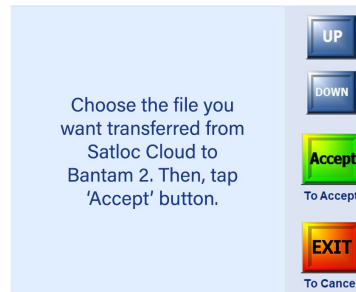 UP
DOWN
Choose the file you
want transferred from
Satloc Cloud to
Bantam 2. Then, tap
‘Accept’ button.
Accept
To Accept
EXIT
To Cancel